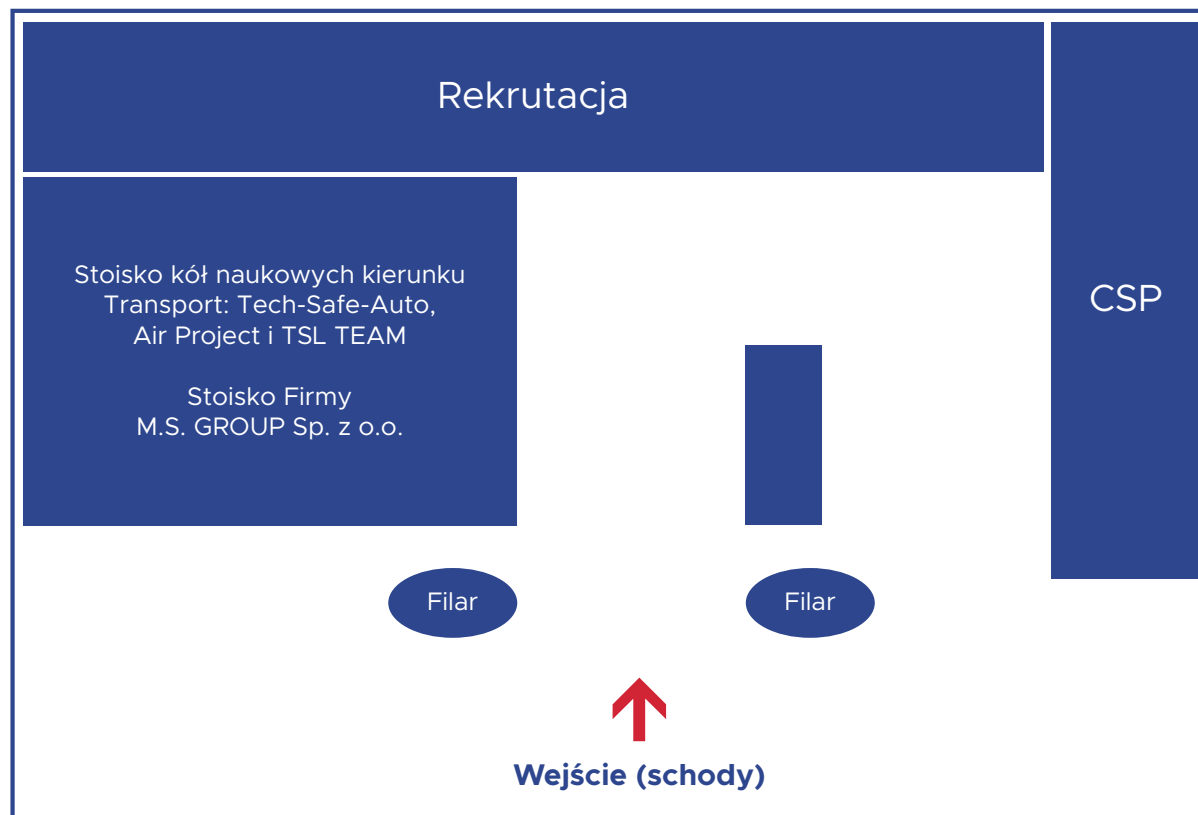 Rekrutacja
Stoisko kół naukowych kierunku
Transport: Tech-Safe-Auto,
Air Project i TSL TEAM
Stoisko Firmy
M.S. GROUP Sp. z o.o.
CSP
Filar
Filar
Wejście (schody)